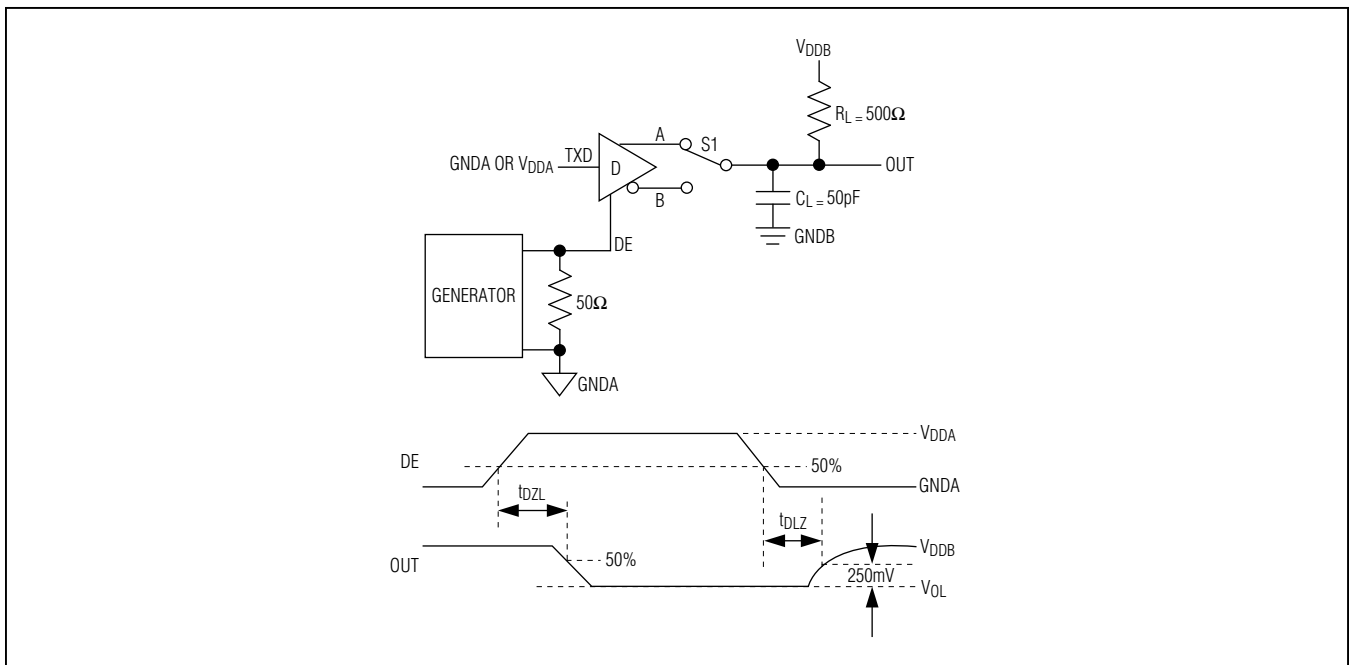 VDDB
RL = 500Ω
A
S1
GNDA OR VDDA
TXD
D
OUT
B
CL = 50pF
GNDB
DE
GENERATOR
50Ω
GNDA
VDDA
DE
50%
GNDA
tDZL
tDLZ
VDDB
OUT
50%
250mV
VOL